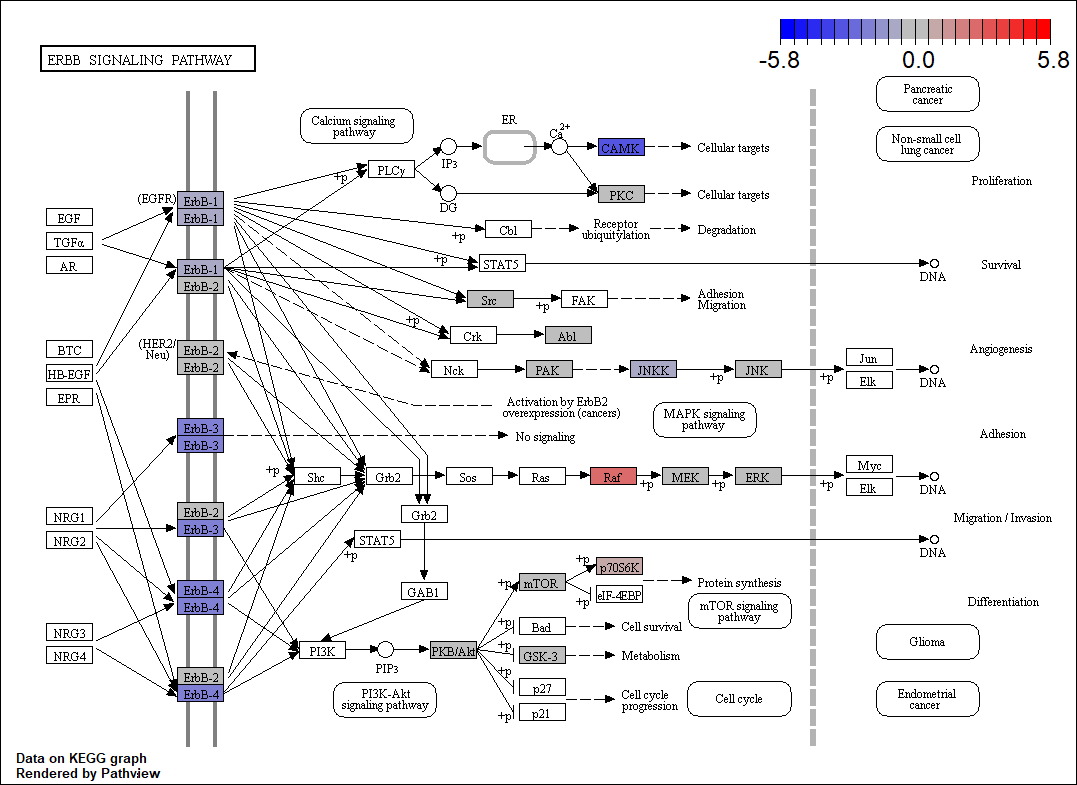 ERBB SIGNALING PATHWAY
-5.8 0.0 5.8
Pancreatic
cancer
Non-small cell
lung cancer
Proliferation
Survival
Angiogenesis
Adhesion
Migration / Invasion
Differentiation
Glioma
Endometrial
cancer
Calcium signaling
pathway
ER
Ca2+
IP3
DG
PLCγ
+p
CAMK
Cellular targets
PKC
Cellular targets
(EGFR)
ErbB-1
ErbB-1
EGF
TGFα
AR
ErbB-1
ErbB-2
+p
Cbl
Receptor
ubiquitylation
Degradation
+p
STAT5
DNA
Src
+p
FAK
Adhesion
Migration
+p
Crk
Abl
BTC
HB-EGF
EPR
(HER2/
Neu)
ErbB-2
ErbB-2
Nck
PAK
JNKK
+p
JNK
+p
Jun
Elk
DNA
Activation by ErbB2
overexpression (cancers)
MAPK signaling
pathway
ErbB-3
ErbB-3
No signaling
+p
Shc
Grb2
Sos
Ras
Raf
+p
MEK
+p
ERK
+p
Myc
Elk
DNA
NRG1
NRG2
ErbB-2
ErbB-3
Grb2
STAT5
+p
DNA
GAB1
ErbB-4
ErbB-4
NRG3
NRG4
ErbB-2
ErbB-4
PI3K
PIP3
PKB/Akt
PI3K-Akt
signaling pathway
+p
mTOR
+p
p70S6K
+p
eIF-4EBP
Protein synthesis
mTOR signaling
pathway
+p
Bad
Cell survival
+p
GSK-3
Metabolism
+p
p27
+p
p21
Cell cycle
progression
Cell cycle
Data on KEGG graph
Rendered by Pathview